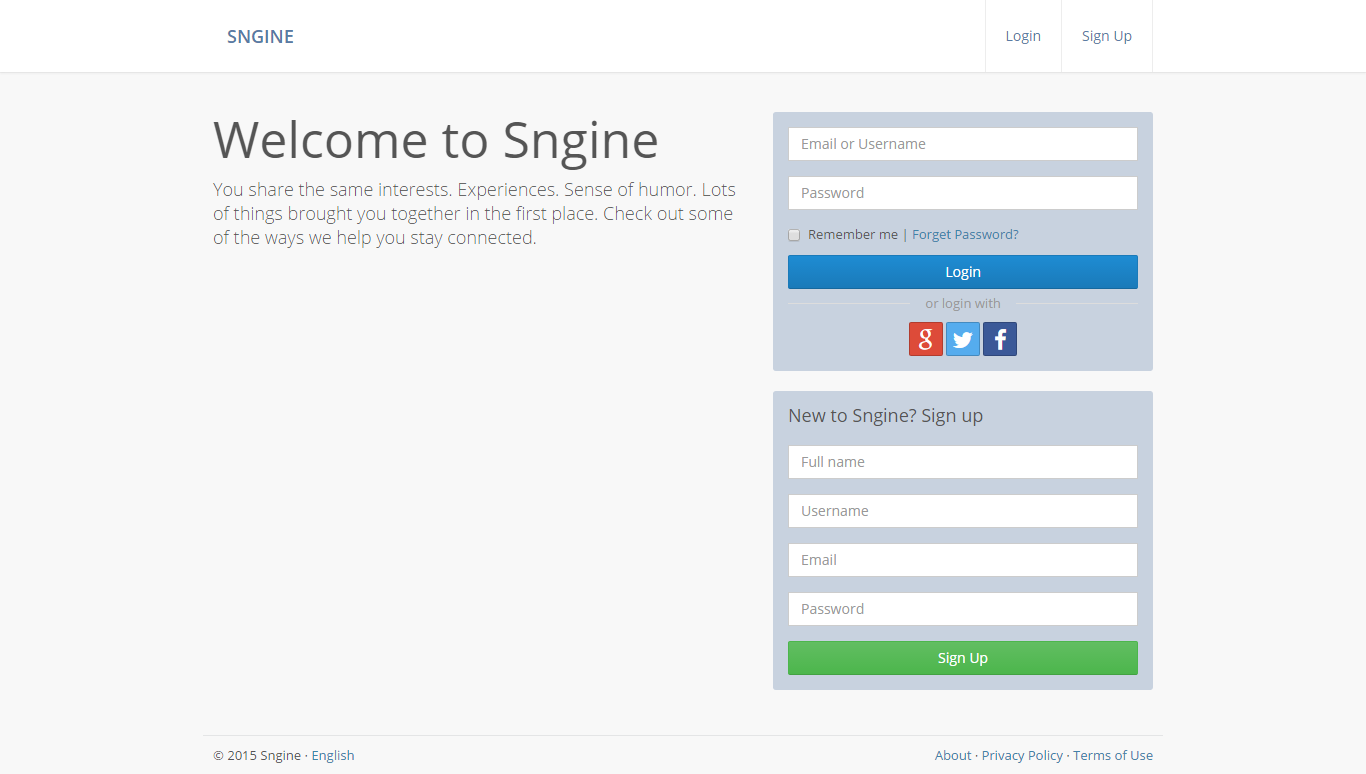 SNGINE
Login
Sign Up
Welcome to Sngine
You share the same interests. Experiences. Sense of humor. Lots
of things brought you together in the first place. Check out some
of the ways we help you stay connected.
Email or Username
Password
Remember me | Forget Password?
Login
or login with
New to Sngine? Sign up
Full name
Username
Email
Password
Sign Up
© 2015 Sngine · English
About · Privacy Policy · Terms of Use